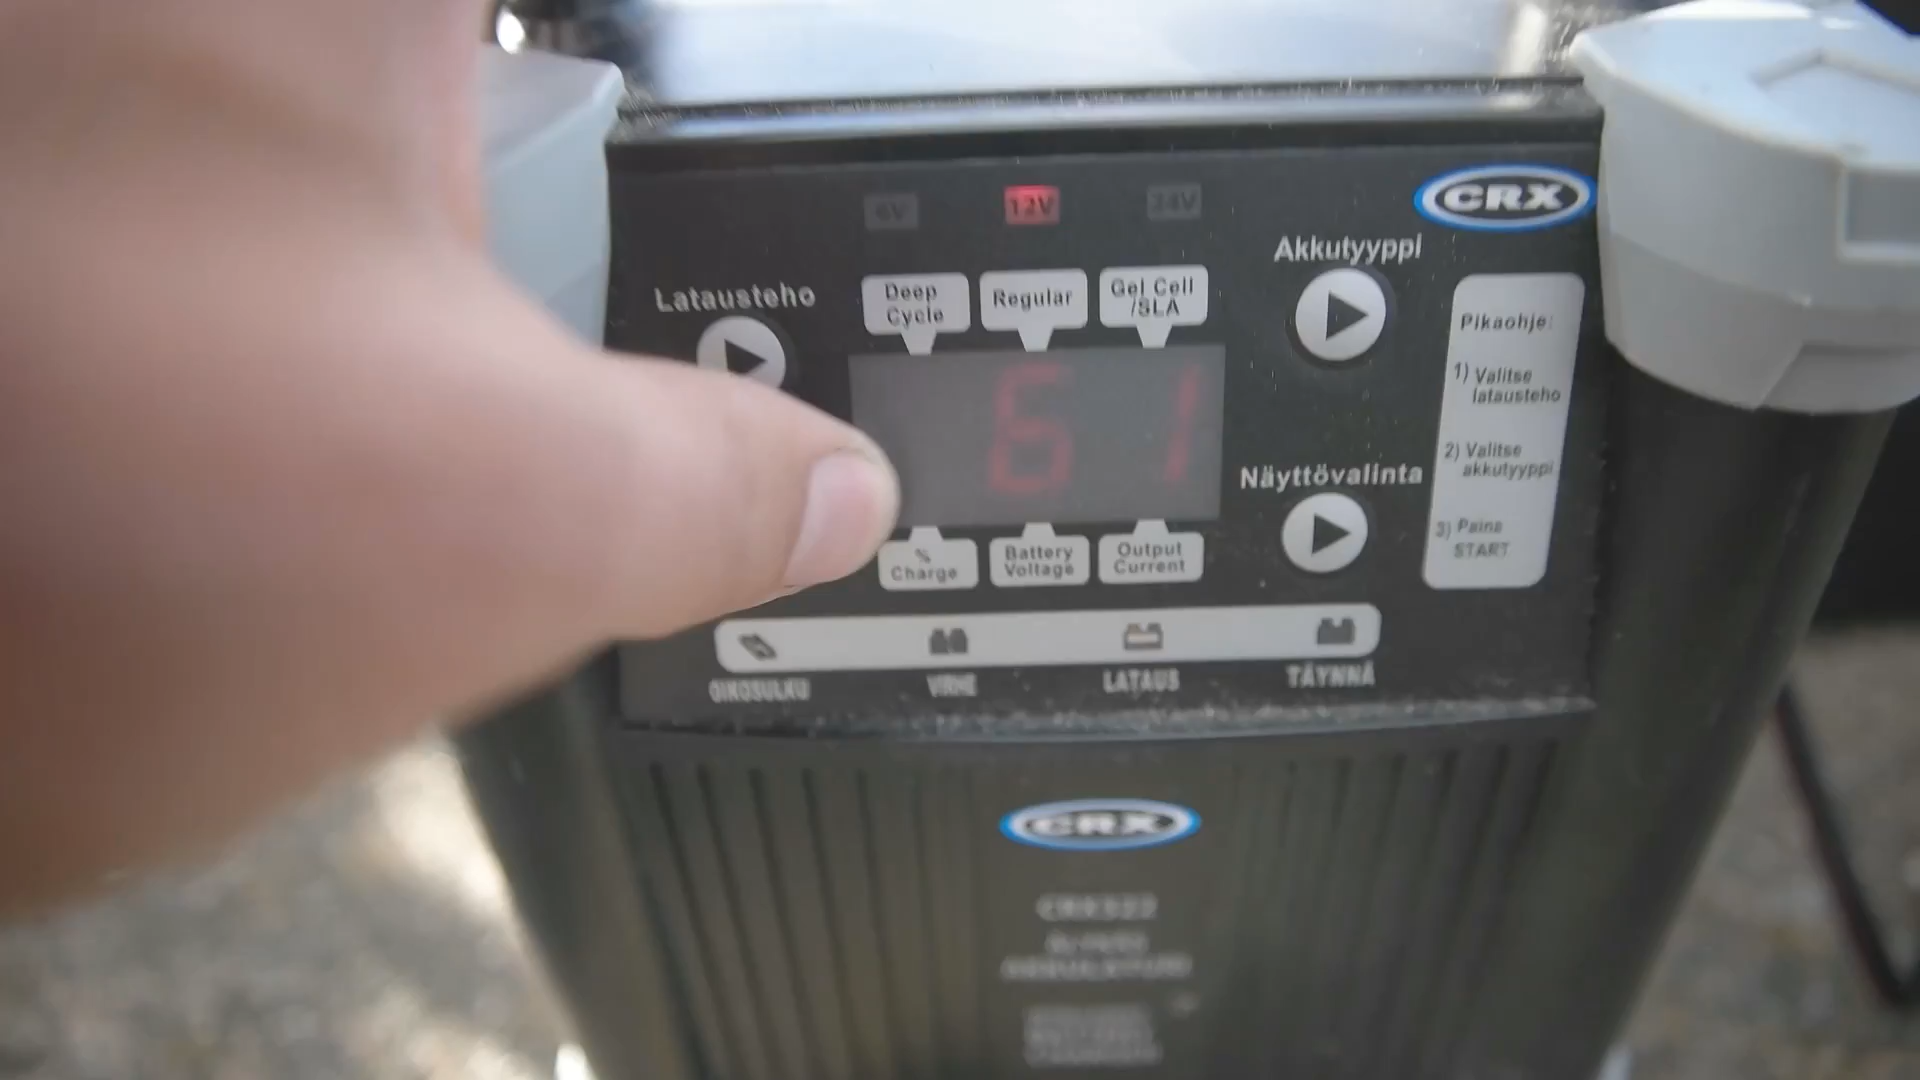 6V
12V
24V
CRX
Akkutyyppi
Latausteho
Deep
Cycle
Regular
Gel Cell
/SLA
Pikaohje:
1) Valitse
latausteho
61
2) Valitse
akkutyyppi
Näyttövalinta
3) Paina
START
%
Charge
Battery
Voltage
Output
Current
OIKOSULKU
VIRHE
LATAUS
TÄYNNÄ
CRX